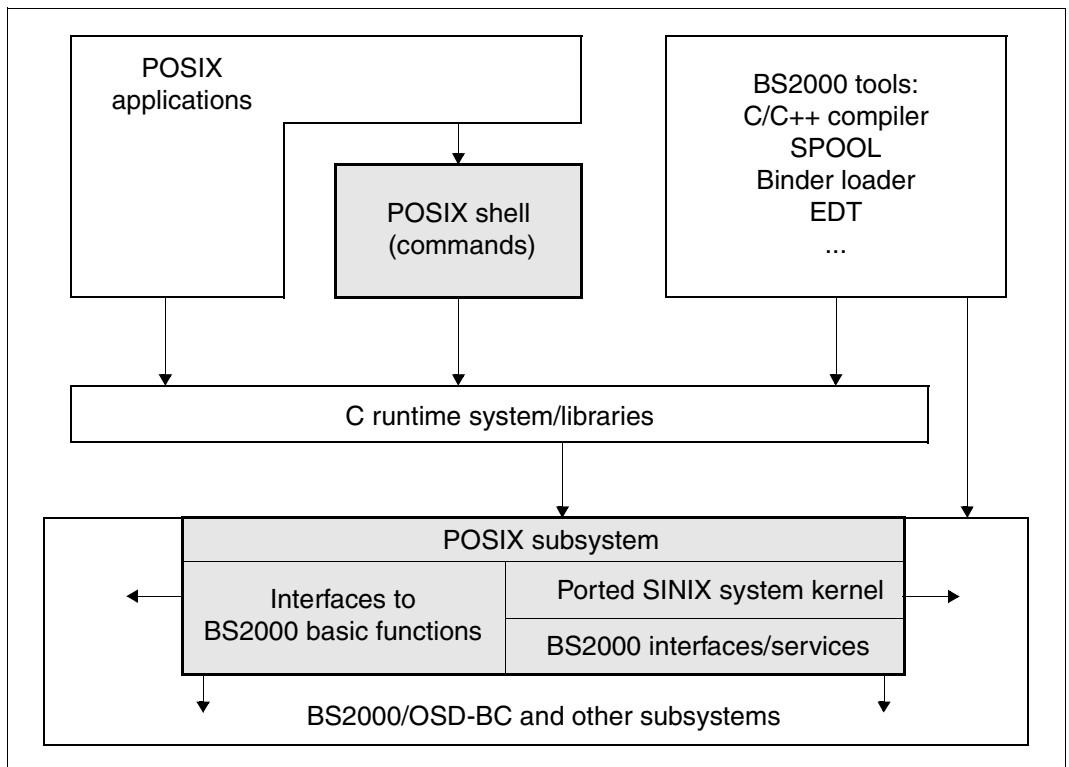 POSIX
applications
POSIX shell
(commands)
BS2000 tools:
C/C++ compiler
SPOOL
Binder loader
EDT
...
C runtime system/libraries
POSIX subsystem
Interfaces to
BS2000 basic functions
Ported SINIX system kernel
BS2000 interfaces/services
BS2000/OSD-BC and other subsystems